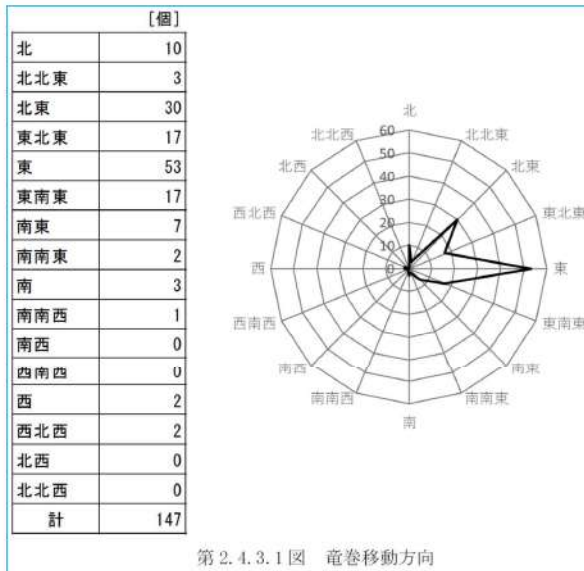 [個]
北 10
北北東 3
北東 30
東北東 17
東 53
東南東 17
南東 7
南南東 2
南 3
南南西 1
南西 0
西南西 0
西 2
西北西 2
北西 0
北北西 0
計 147
北
北北西
北北東
北西
北東
西北西
東北東
西
東
西南西
東南東
南西
南東
南南西
南南東
南
60
50
40
30
20
10
0
第2.4.3.1図 竜巻移動方向